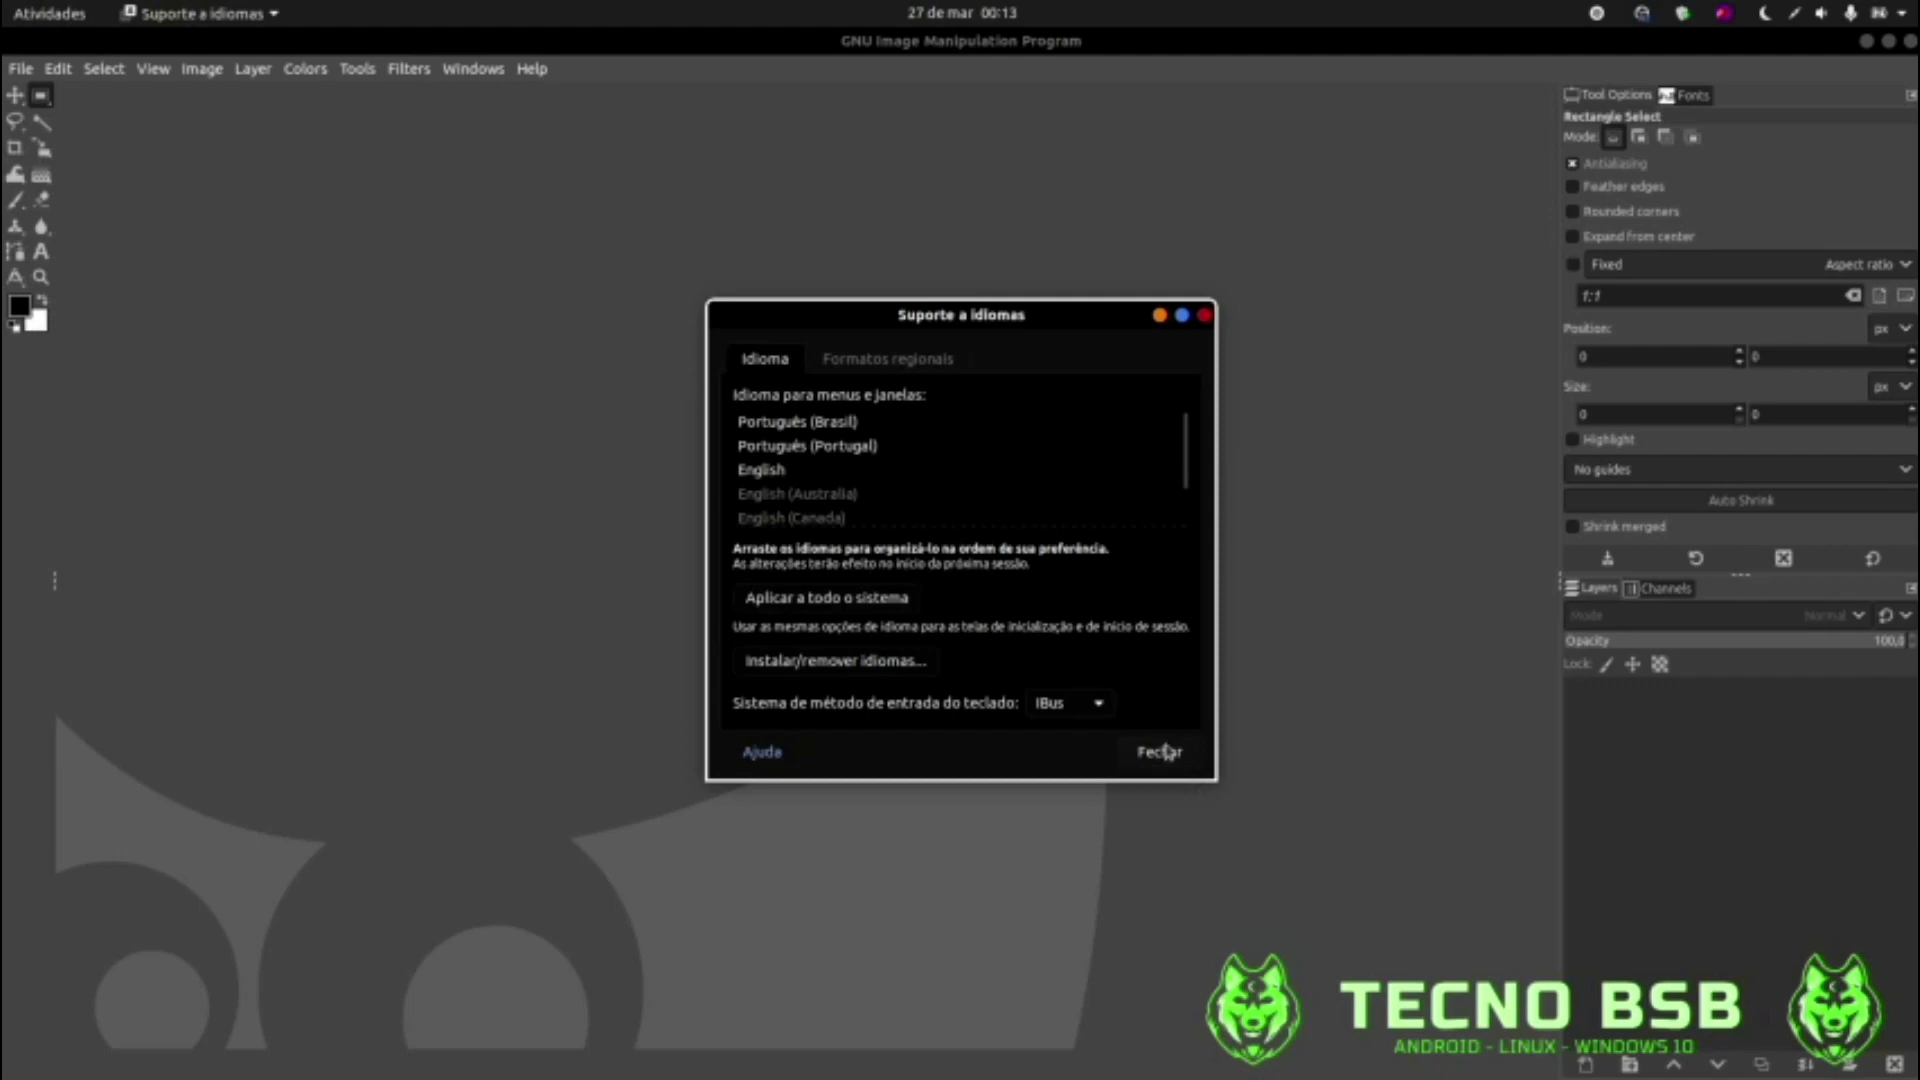 Atividades
Suporte a idiomas
27 de mar 00:13
GNU Image Manipulation Program
File Edit Select View Image Layer Colors Tools Filters Windows Help
Tool Options Fonts
Rectangle Select
Mode:
Antialiasing
Feather edges
Rounded corners
Expand from center
Fixed Aspect ratio
1:1
Position: px
0 0
Size: px
0 0
Highlight
No guides
Auto Shrink
Shrink merged
Layers Channels
Mode Normal
Opacity 100,0
Lock:
Suporte a idiomas
Idioma Formatos regionais
Idioma para menus e janelas:
Português (Brasil)
Português (Portugal)
English
English (Australia)
English (Canada)
Arraste os idiomas para organizá-lo na ordem de sua preferência.
As alterações terão efeito no início da próxima sessão.
Aplicar a todo o sistema
Usar as mesmas opções de idioma para as telas de inicialização e de início de sessão.
Instalar/remover idiomas...
Sistema de método de entrada do teclado: IBus
Ajuda Fechar
TECNO BSB
ANDROID - LINUX - WINDOWS 10